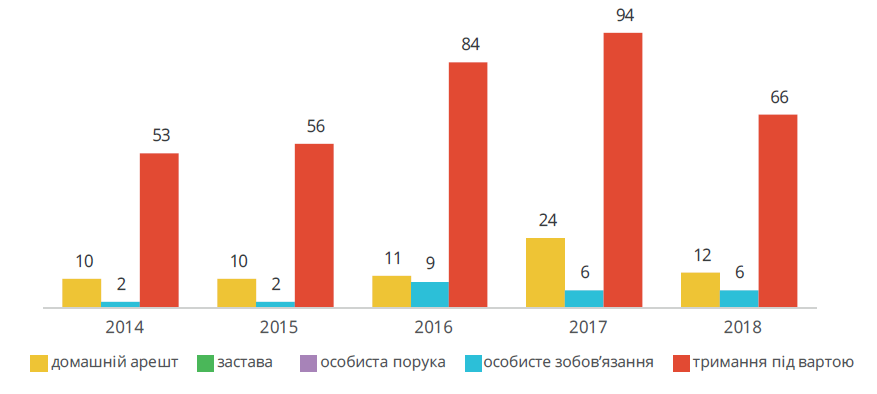 94
84
66
56
53
24
10 10 11 9 12
2 2 6 6
2014 2015 2016 2017 2018
домашній арешт застава особиста порука особисте зобов’язання тримання під вартою